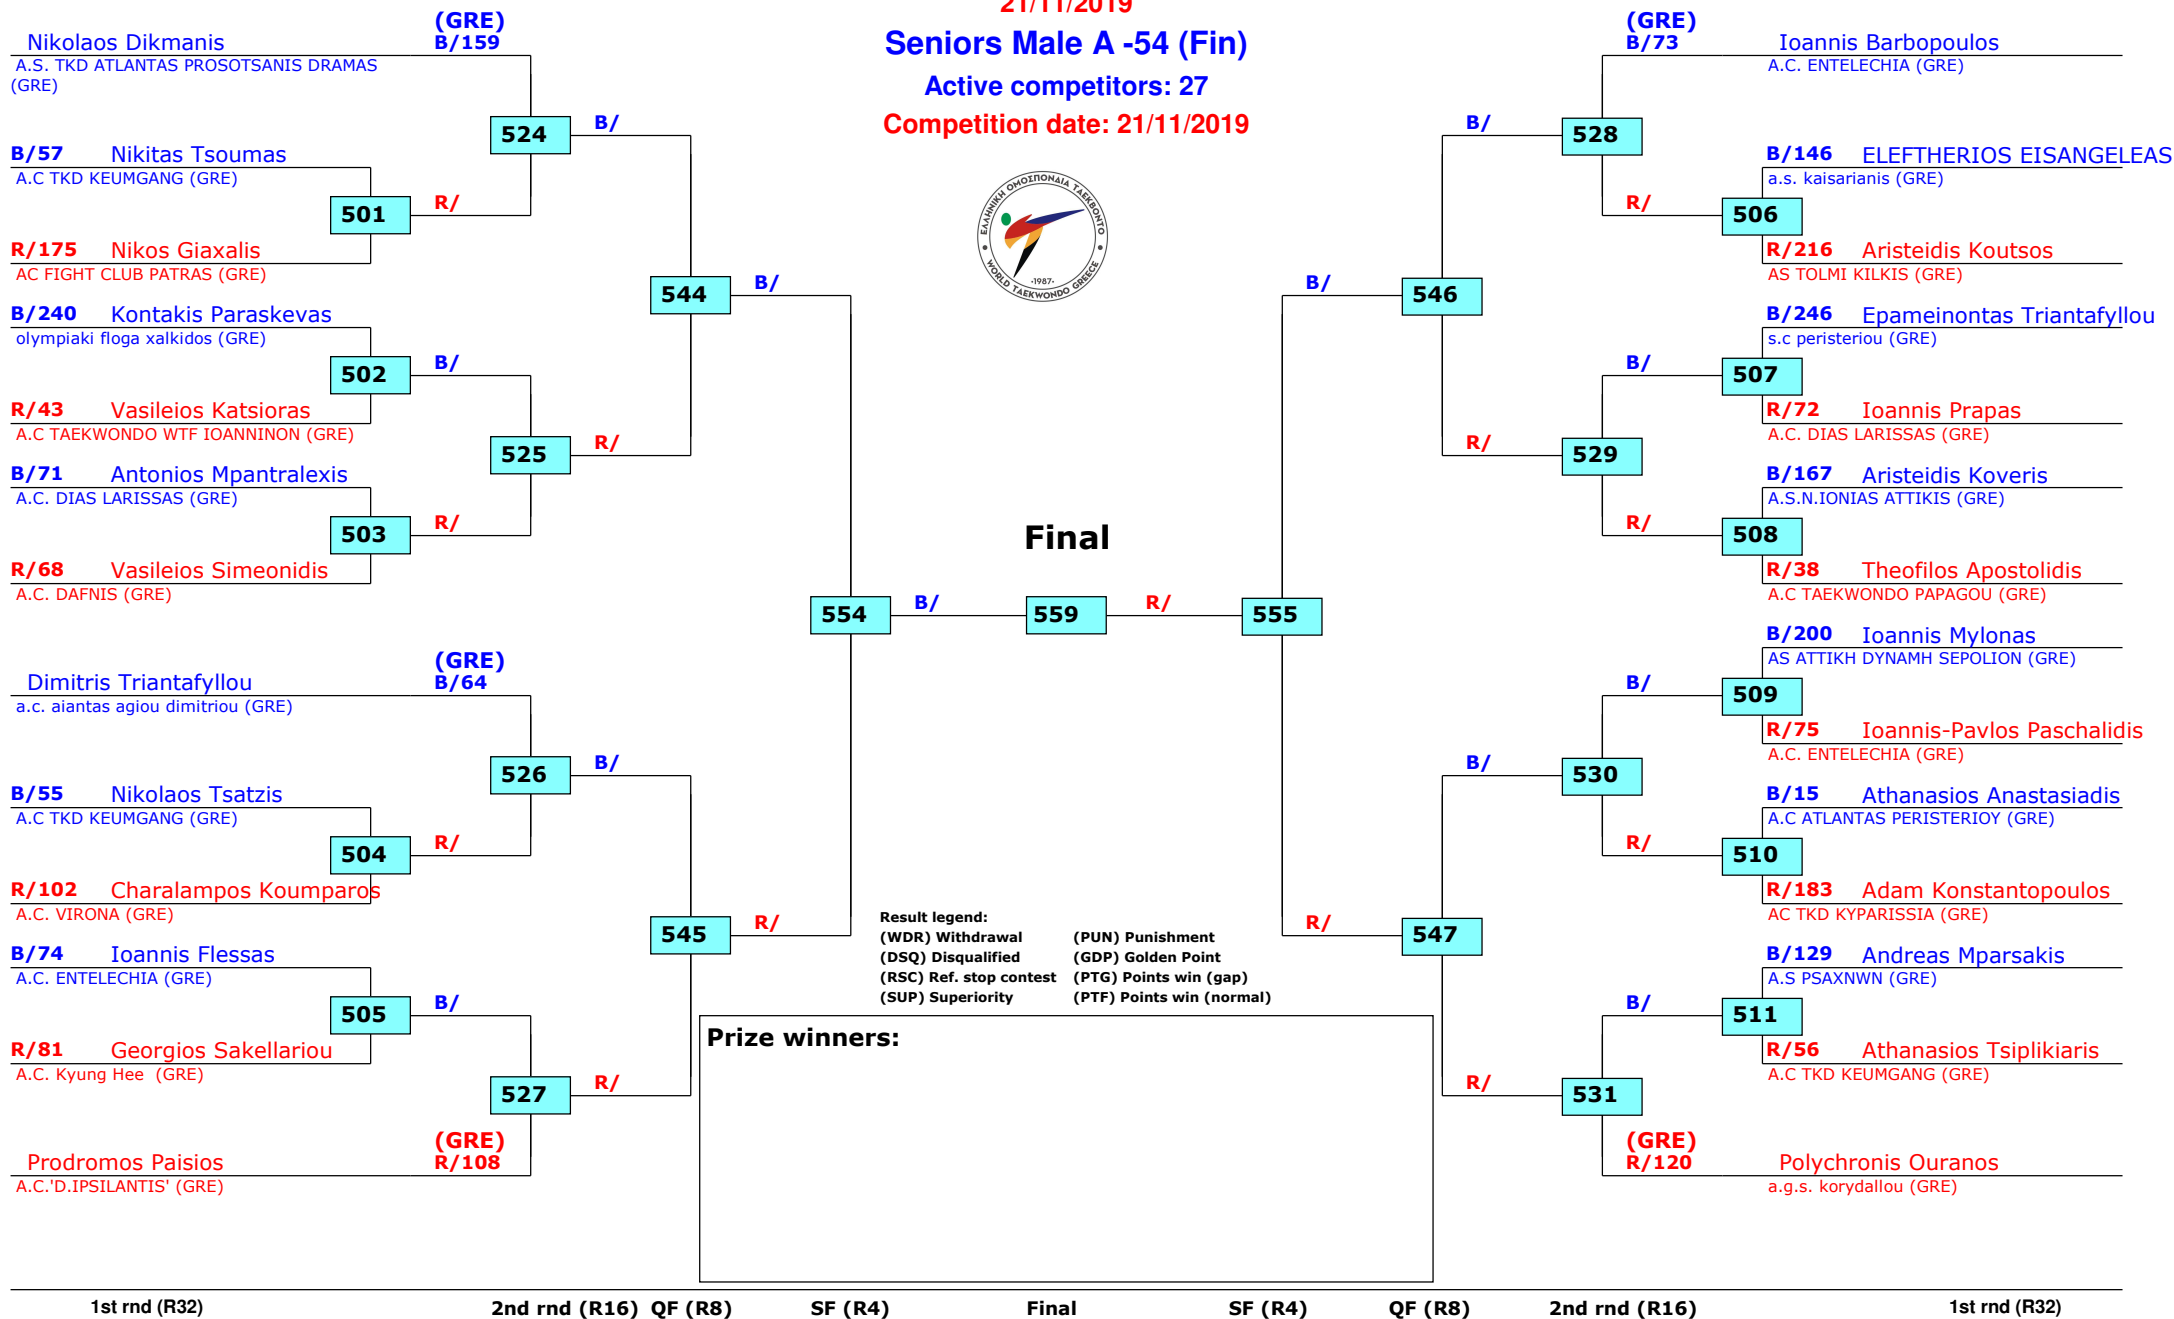 21/11/2019
Seniors Male A -54 (Fin)
Active competitors: 27
Competition date: 21/11/2019
ΕΛΛΗΝΙΚΗ ΟΜΟΣΠΟΝΔΙΑ ΤΑΕΚΒΟΝΤΟ
-1987-
WORLD TAEKWONDO GREECE
(GRE)
Nikolaos Dikmanis B/159
A.S. TKD ATLANTAS PROSOTSANIS DRAMAS
(GRE)
524 B/
B/57 Nikitas Tsoumas
A.C TKD KEUMGANG (GRE)
501 R/
R/175 Nikos Giaxalis
AC FIGHT CLUB PATRAS (GRE)
544 B/
B/240 Kontakis Paraskevas
olympiaki floga xalkidos (GRE)
502 B/
R/43 Vasileios Katsioras
A.C TAEKWONDO WTF IOANNINON (GRE)
525 R/
B/71 Antonios Mpantralexis
A.C. DIAS LARISSAS (GRE)
503 R/
R/68 Vasileios Simeonidis
A.C. DAFNIS (GRE)
554 B/
(GRE)
Dimitris Triantafyllou B/64
a.c. aiantas agiou dimitriou (GRE)
526 B/
B/55 Nikolaos Tsatzis
A.C TKD KEUMGANG (GRE)
504 R/
R/102 Charalampos Koumparos
A.C. VIRONA (GRE)
545 R/
B/74 Ioannis Flessas
A.C. ENTELECHIA (GRE)
505 B/
R/81 Georgios Sakellariou
A.C. Kyung Hee (GRE)
527 R/
(GRE)
Prodromos Paisios R/108
A.C.'D.IPSILANTIS' (GRE)
Final
559
(GRE)
B/73 Ioannis Barbopoulos
A.C. ENTELECHIA (GRE)
B/ 528
B/146 ELEFTHERIOS EISANGELEAS
a.s. kaisarianis (GRE)
R/ 506
R/216 Aristeidis Koutsos
AS TOLMI KILKIS (GRE)
B/ 546
B/246 Epameinontas Triantafyllou
s.c peristeriou (GRE)
B/ 507
R/72 Ioannis Prapas
A.C. DIAS LARISSAS (GRE)
R/ 529
B/167 Aristeidis Koveris
A.S.N.IONIAS ATTIKIS (GRE)
R/ 508
R/38 Theofilos Apostolidis
A.C TAEKWONDO PAPAGOU (GRE)
R/ 555
B/200 Ioannis Mylonas
AS ATTIKH DYNAMH SEPOLION (GRE)
B/ 509
R/75 Ioannis-Pavlos Paschalidis
A.C. ENTELECHIA (GRE)
B/ 530
B/15 Athanasios Anastasiadis
A.C ATLANTAS PERISTERIOY (GRE)
R/ 510
R/183 Adam Konstantopoulos
AC TKD KYPARISSIA (GRE)
R/ 547
B/129 Andreas Mparsakis
A.S PSAXNWN (GRE)
B/ 511
R/56 Athanasios Tsiplikiaris
A.C TKD KEUMGANG (GRE)
R/ 531
(GRE)
R/120 Polychronis Ouranos
a.g.s. korydallou (GRE)
Result legend:
(WDR) Withdrawal (PUN) Punishment
(DSQ) Disqualified (GDP) Golden Point
(RSC) Ref. stop contest (PTG) Points win (gap)
(SUP) Superiority (PTF) Points win (normal)
Prize winners:
1st rnd (R32) 2nd rnd (R16) QF (R8) SF (R4) Final SF (R4) QF (R8) 2nd rnd (R16) 1st rnd (R32)